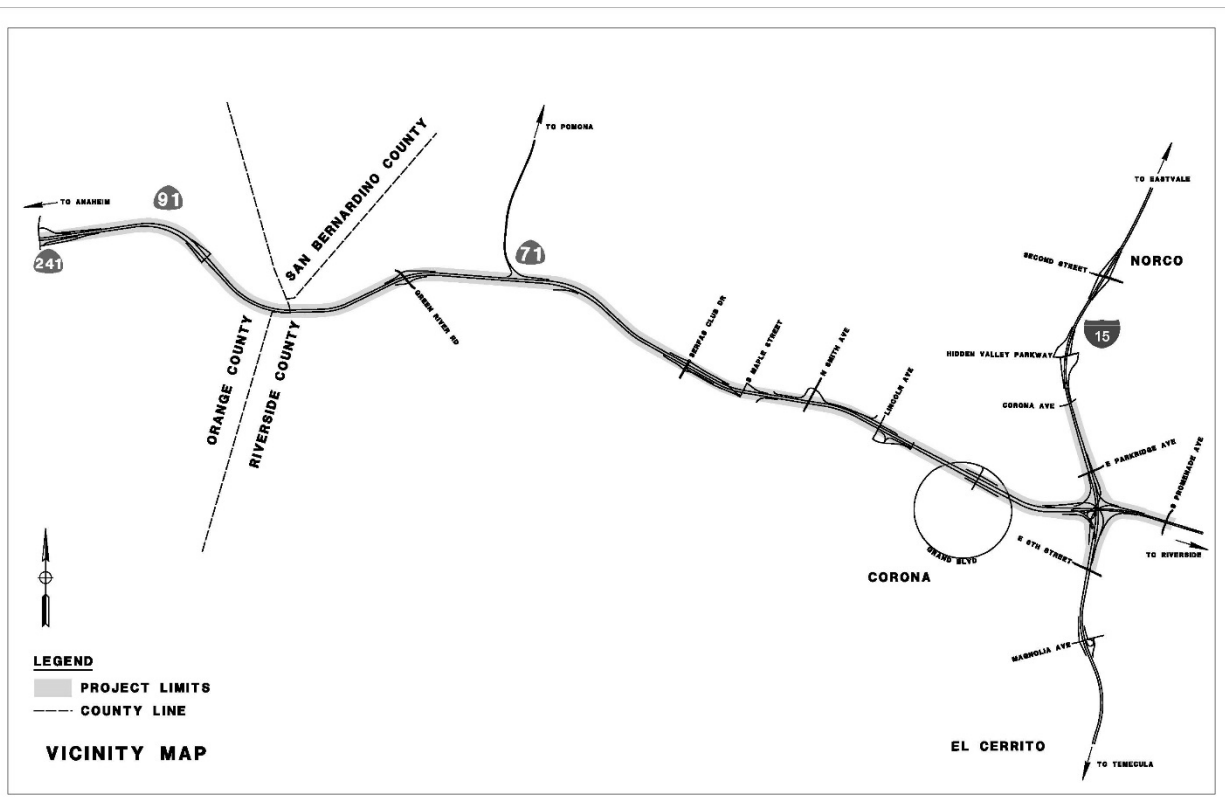 TO POMONA
SAN BERNARDINO COUNTY
TO EASTVALE
TO ANAHEIM
91
241
71
SECOND STREET
NORCO
GREEN RIVER RD
ORANGE COUNTY
RIVERSIDE COUNTY
SERFAS CLUB DR
S MAPLE STREET
N SMITH AVE
LINCOLN AVE
15
HIDDEN VALLEY PARKWAY
CORONA AVE
E PARKRIDGE AVE
S PROMENADE AVE
TO RIVERSIDE
GRAND BLVD
E 6TH STREET
CORONA
MAGNOLIA AVE
LEGEND
PROJECT LIMITS
COUNTY LINE
VICINITY MAP
EL CERRITO
TO TEMECULA